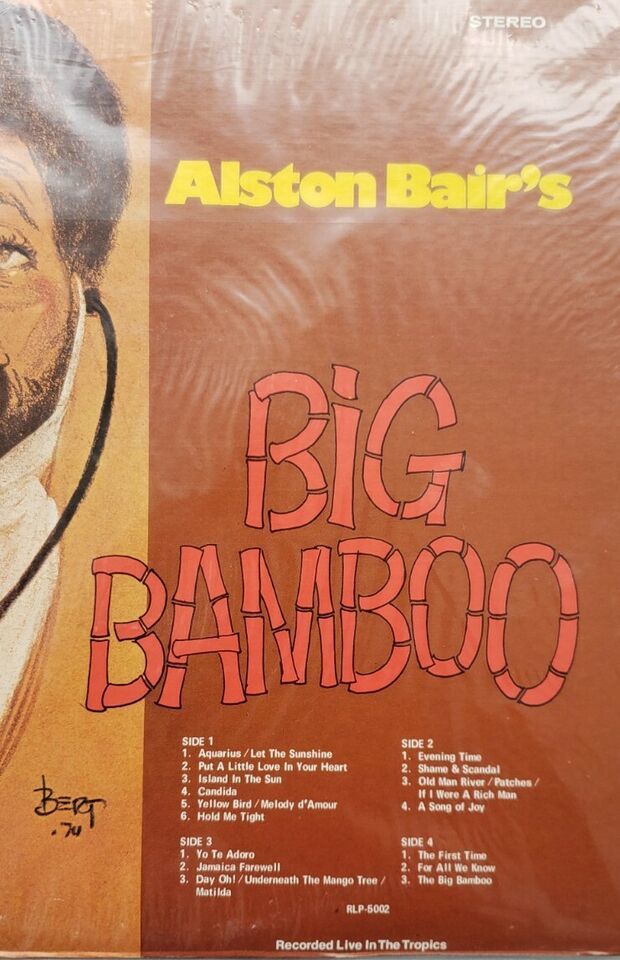 STEREO
Alston Bair's
BIG
BAMBOO
SIDE 1
1. Aquarius / Let The Sunshine
2. Put A Little Love In Your Heart
3. Island In The Sun
4. Candida
5. Yellow Bird / Melody d'Amour
6. Hold Me Tight
SIDE 2
1. Evening Time
2. Shame & Scandal
3. Old Man River / Patches /
If I Were A Rich Man
4. A Song of Joy
SIDE 3
1. Yo Te Adoro
2. Jamaica Farewell
3. Day Oh! / Underneath The Mango Tree /
Matilda
SIDE 4
1. The First Time
2. For All We Know
3. The Big Bamboo
RLP-5002
BERT
.74
Recorded Live In The Tropics